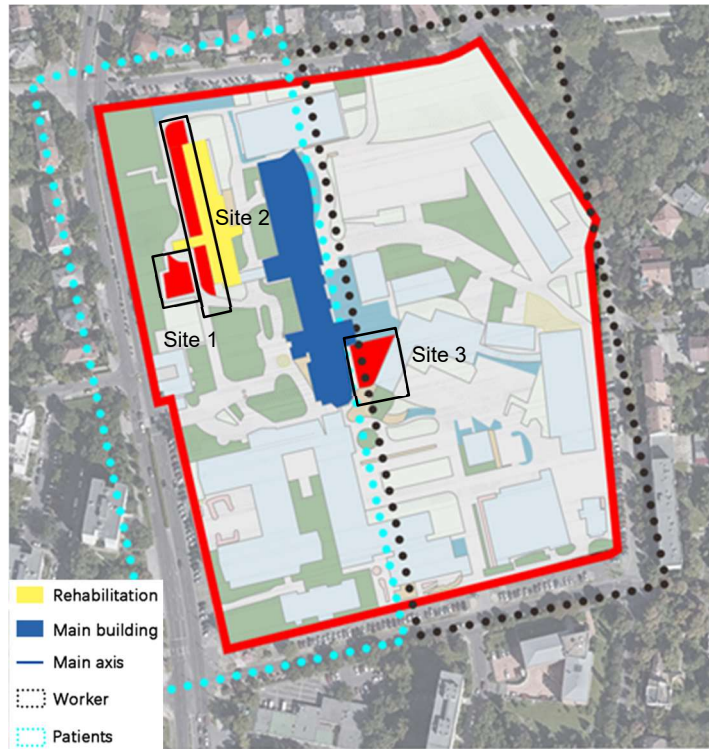 Site 2
Site 1
Site 3
Rehabilitation
Main building
Main axis
Worker
Patients